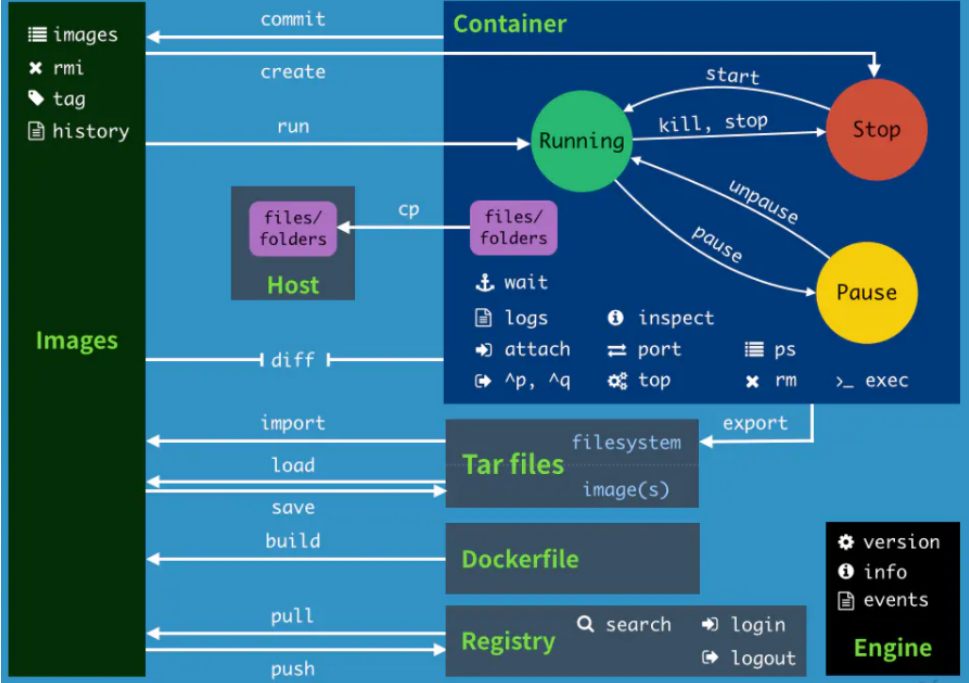 images
rmi
tag
history
Images
commit
create
run
Container
start
kill, stop
unpause
pause
Running
Stop
Pause
cp
files/
folders
Host
files/
folders
wait
logs
inspect
attach
port
ps
^p, ^q
top
rm
>_ exec
diff
import
load
save
export
filesystem
Tar files
image(s)
build
Dockerfile
pull
push
search
login
Registry
logout
version
info
events
Engine